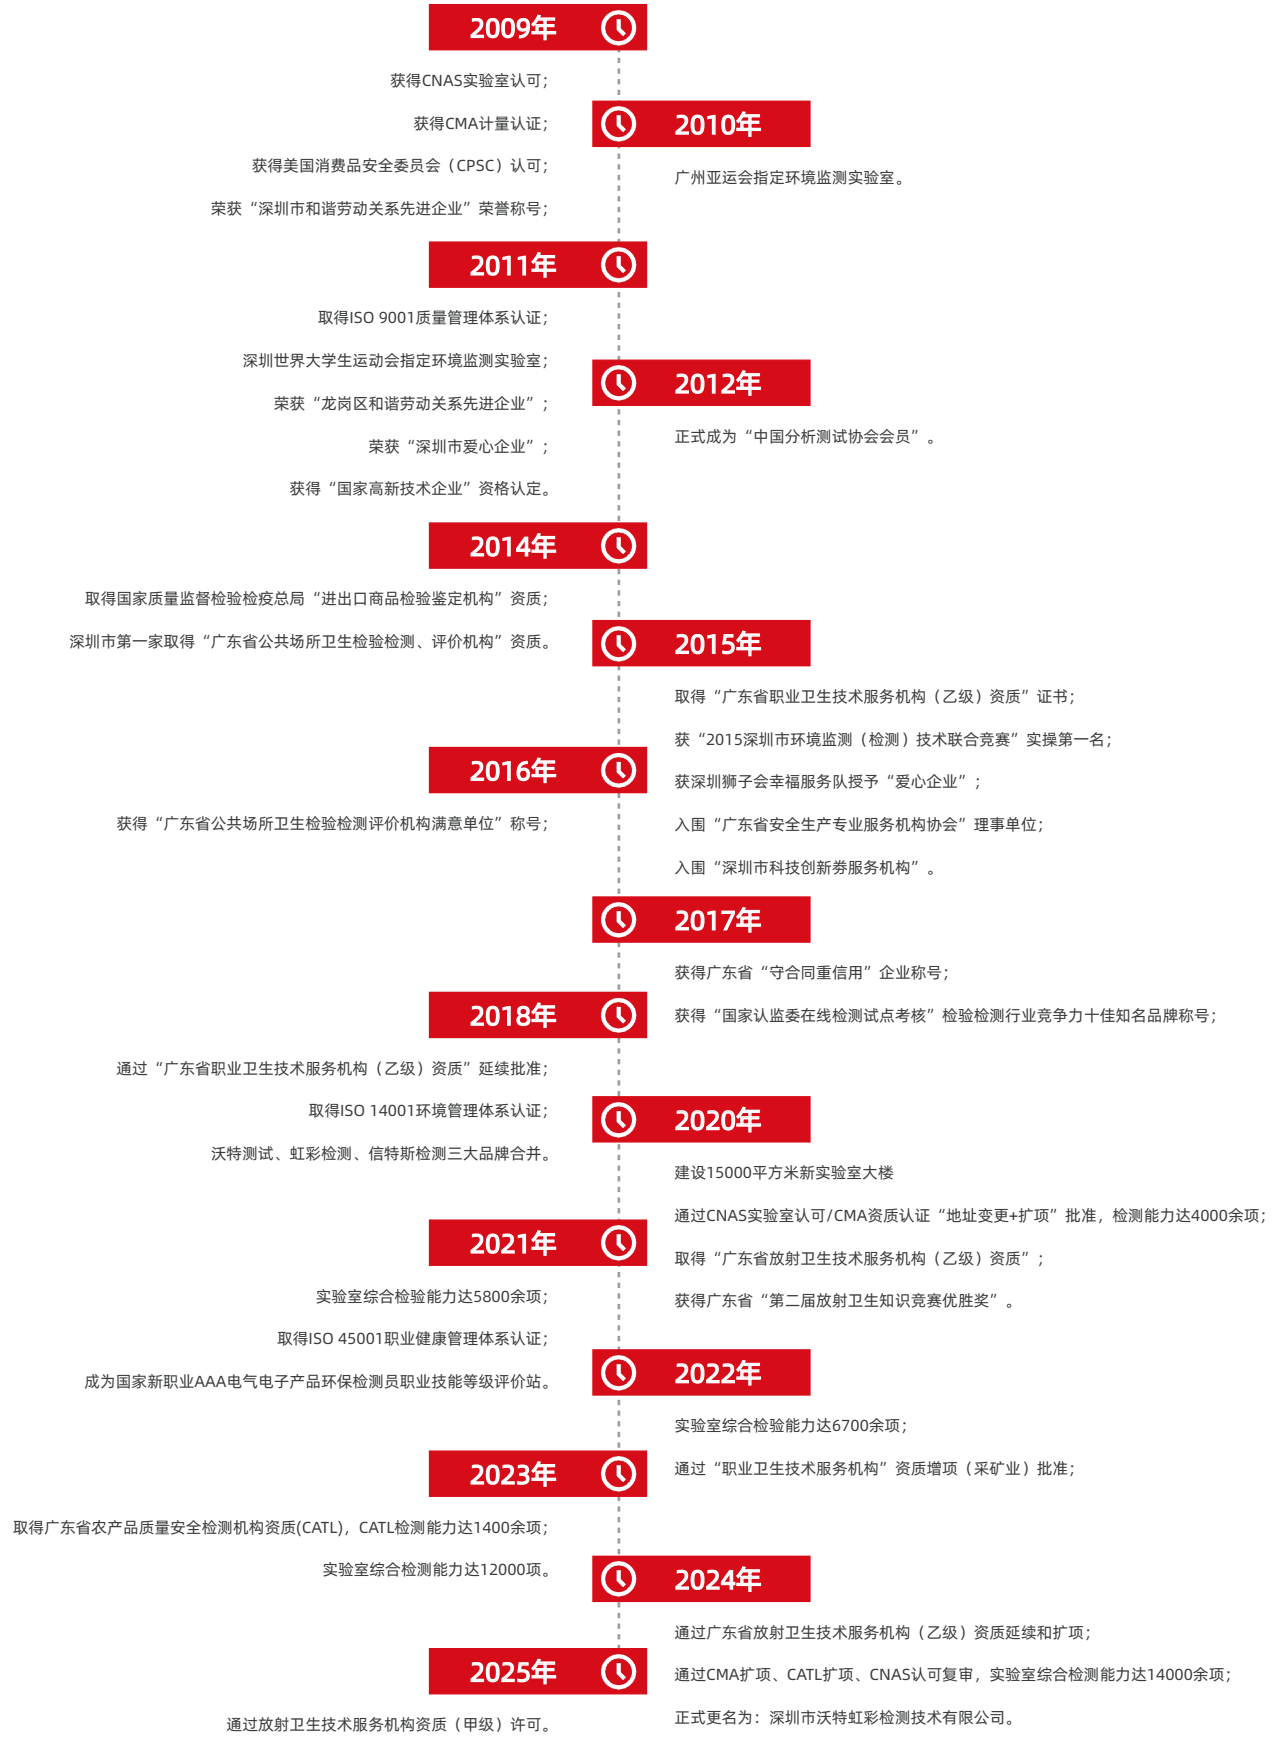 2009年
获得CNAS实验室认可；
获得CMA计量认证；
获得美国消费品安全委员会（CPSC）认可；
荣获“深圳市和谐劳动关系先进企业”荣誉称号；
2010年
广州亚运会指定环境监测实验室。
2011年
取得ISO 9001质量管理体系认证；
深圳世界大学生运动会指定环境监测实验室；
荣获“龙岗区和谐劳动关系先进企业”；
荣获“深圳市爱心企业”；
获得“国家高新技术企业”资格认定。
2012年
正式成为“中国分析测试协会会员”。
2014年
取得国家质量监督检验检疫总局“进出口商品检验鉴定机构”资质；
深圳市第一家取得“广东省公共场所卫生检验检测、评价机构”资质。
2015年
取得“广东省职业卫生技术服务机构（乙级）资质”证书；
获“2015深圳市环境监测（检测）技术联合竞赛”实操第一名；
获深圳狮子会幸福服务队授予“爱心企业”；
入围“广东省安全生产专业服务机构协会”理事单位；
入围“深圳市科技创新券服务机构”。
2016年
获得“广东省公共场所卫生检验检测评价机构满意单位”称号；
2017年
获得广东省“守合同重信用”企业称号；
获得“国家认监委在线检测试点考核”检验检测行业竞争力十佳知名品牌称号；
2018年
通过“广东省职业卫生技术服务机构（乙级）资质”延续批准；
取得ISO 14001环境管理体系认证；
沃特测试、虹彩检测、信特斯检测三大品牌合并。
2020年
建设15000平方米新实验室大楼
通过CNAS实验室认可/CMA资质认证“地址变更+扩项”批准，检测能力达4000余项；
取得“广东省放射卫生技术服务机构（乙级）资质”；
获得广东省“第二届放射卫生知识竞赛优胜奖”。
2021年
实验室综合检验能力达5800余项；
取得ISO 45001职业健康管理体系认证；
成为国家新职业AAA电气电子产品环保检测员职业技能等级评价站。
2022年
实验室综合检验能力达6700余项；
通过“职业卫生技术服务机构”资质增项（采矿业）批准；
2023年
取得广东省农产品质量安全检测机构资质(CATL)，CATL检测能力达1400余项；
实验室综合检测能力达12000项。
2024年
通过广东省放射卫生技术服务机构（乙级）资质延续和扩项；
通过CMA扩项、CATL扩项、CNAS认可复审，实验室综合检测能力达14000余项；
正式更名为：深圳市沃特虹彩检测技术有限公司。
2025年
通过放射卫生技术服务机构资质（甲级）许可。